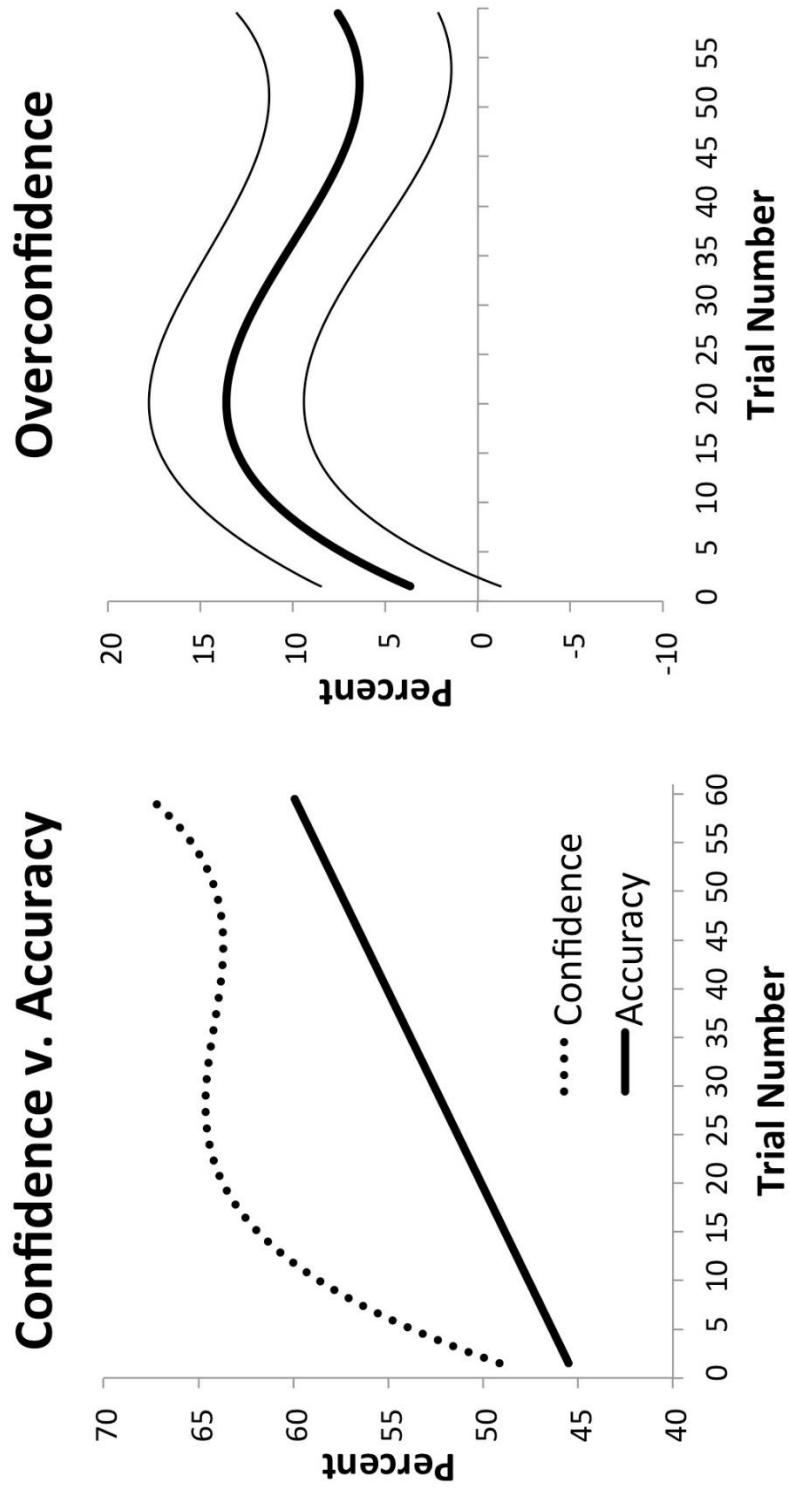 Confidence v. Accuracy
Percent
70
65
60
55
50
45
40
0 5 10 15 20 25 30 35 40 45 50 55 60
Trial Number
Confidence
Accuracy
Overconfidence
Percent
20
15
10
5
0
-5
-10
0 5 10 15 20 25 30 35 40 45 50 55
Trial Number